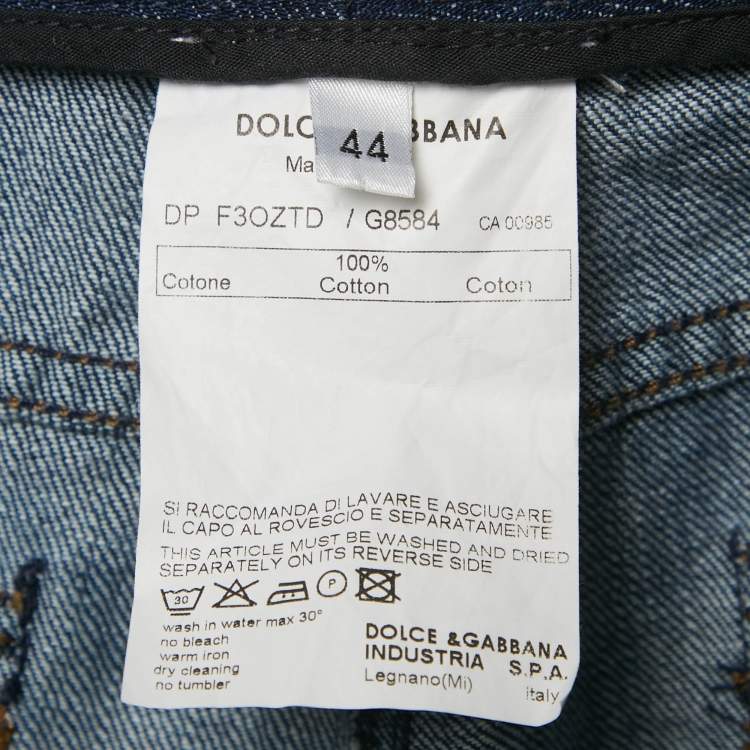 DOLC BBANA
44
Ma
DP F3OZTD / G8584 CA 00985
100%
Cotone Cotton Coton
SI RACCOMANDA DI LAVARE E ASCIUGARE
IL CAPO AL ROVESCIO E SEPARATAMENTE
THIS ARTICLE MUST BE WASHED AND DRIED
SEPARATELY ON ITS REVERSE SIDE
30 P
wash in water max 30°
no bleach
warm iron
dry cleaning
no tumbler
DOLCE & GABBANA
INDUSTRIA S.P.A.
Legnano(Mi) italy